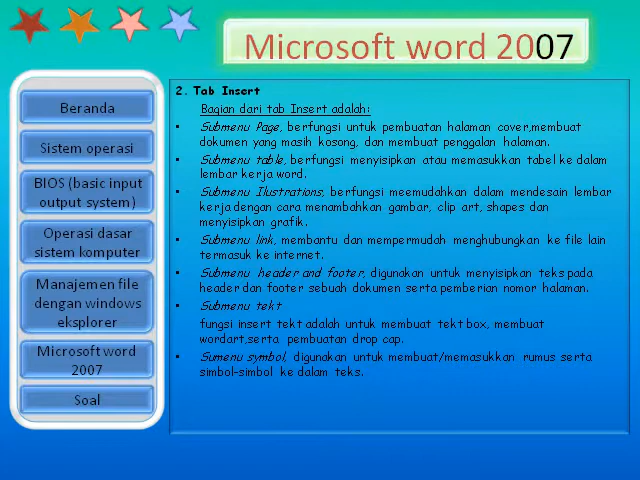 Microsoft word 2007
Beranda
Sistem operasi
BIOS (basic input
output system)
Operasi dasar
sistem komputer
Manajemen file
dengan windows
eksplorer
Microsoft word
2007
Soal
2. Tab Insert
Bagian dari tab Insert adalah:
• Submenu Page, berfungsi untuk pembuatan halaman cover,membuat
dokumen yang masih kosong, dan membuat penggalan halaman.
• Submenu table, berfungsi menyisipkan atau memasukkan tabel ke dalam
lembar kerja word.
• Submenu Ilustrations, berfungsi meemudahkan dalam mendesain lembar
kerja dengan cara menambahkan gambar, clip art, shapes dan
menyisipkan grafik.
• Submenu link, membantu dan mempermudah menghubungkan ke file lain
termasuk ke internet.
• Submenu header and footer, digunakan untuk menyisipkan teks pada
header dan footer sebuah dokumen serta pemberian nomor halaman.
• Submenu tekt
fungsi insert tekt adalah untuk membuat tekt box, membuat
wordart,serta pembuatan drop cap.
• Sumenu symbol, digunakan untuk membuat/memasukkan rumus serta
simbol-simbol ke dalam teks.